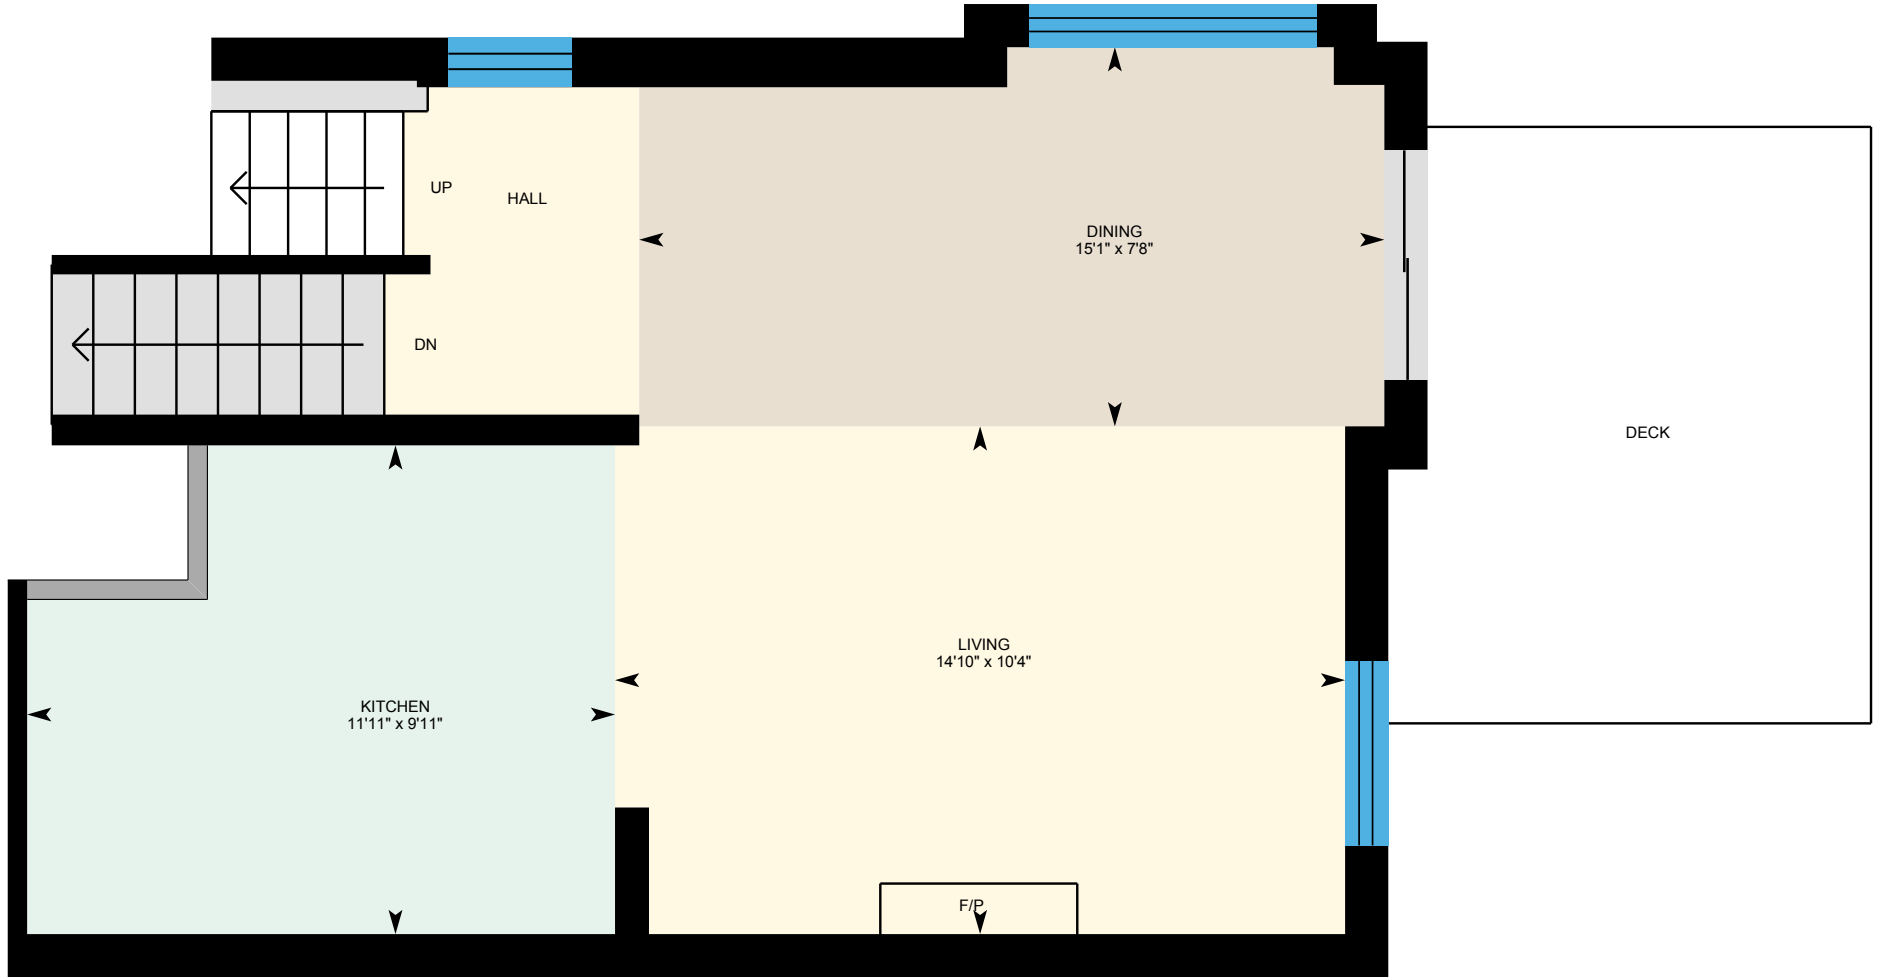 UP
HALL
DINING
15'1" x 7'8"
DN
DECK
LIVING
14'10" x 10'4"
KITCHEN
11'11" x 9'11"
F/P